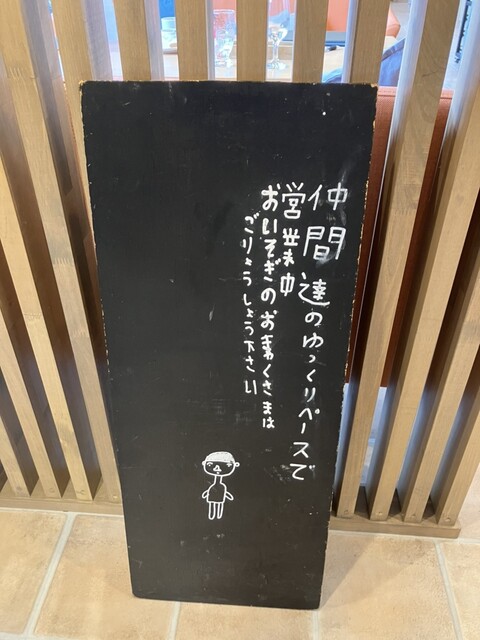 仲間達のゆっくりペースで
営業中
おいそぎのお客さまは
ごりょうしょう下さい